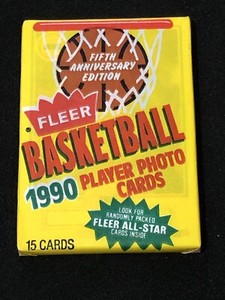 FIFTH
ANNIVERSARY
EDITION
FLEER
BASKETBALL
1990 PLAYER PHOTO
CARDS
LOOK FOR
RANDOMLY PACKED
FLEER ALL-STAR
CARDS INSIDE
15 CARDS